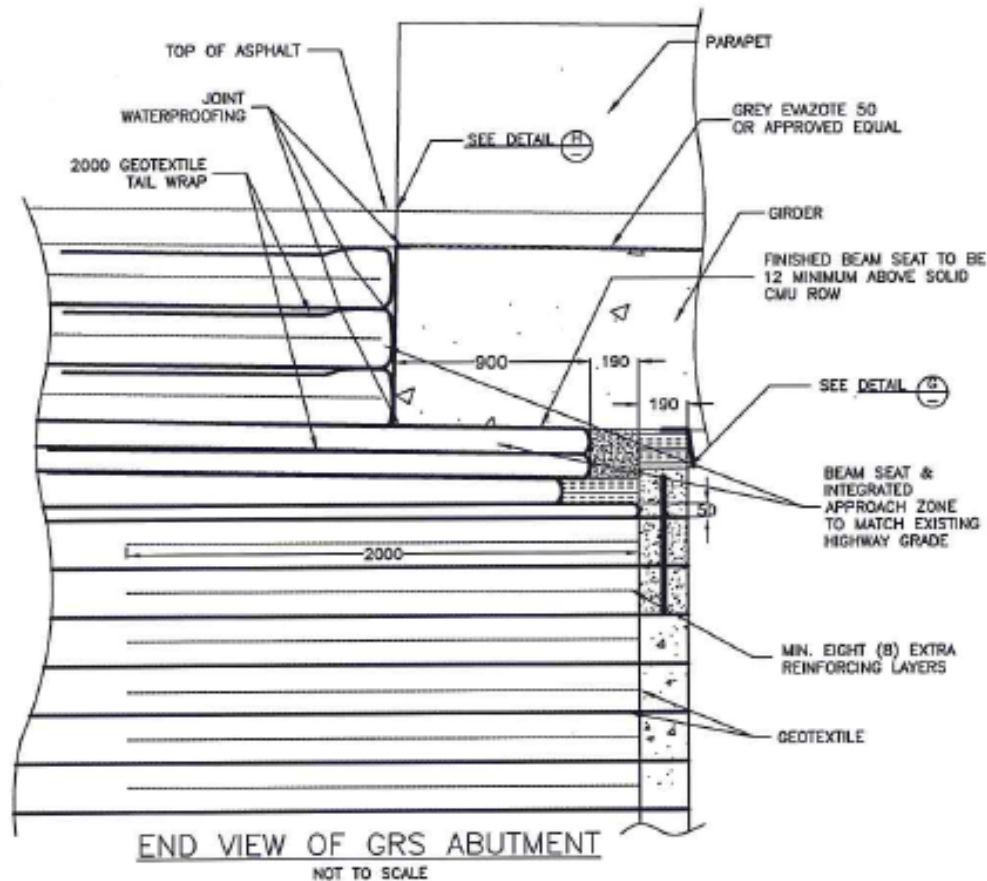 TOP OF ASPHALT
PARAPET
JOINT
WATERPROOFING
GREY EVAZOTE 50
OR APPROVED EQUAL
SEE DETAIL H
2000 GEOTEXTILE
TAIL WRAP
GIRDER
FINISHED BEAM SEAT TO BE
12 MINIMUM ABOVE SOLID
CMU ROW
900
190
SEE DETAIL G
190
BEAM SEAT &
INTEGRATED
APPROACH ZONE
TO MATCH EXISTING
HIGHWAY GRADE
50
2000
MIN. EIGHT (8) EXTRA
REINFORCING LAYERS
GEOTEXTILE
END VIEW OF GRS ABUTMENT
NOT TO SCALE